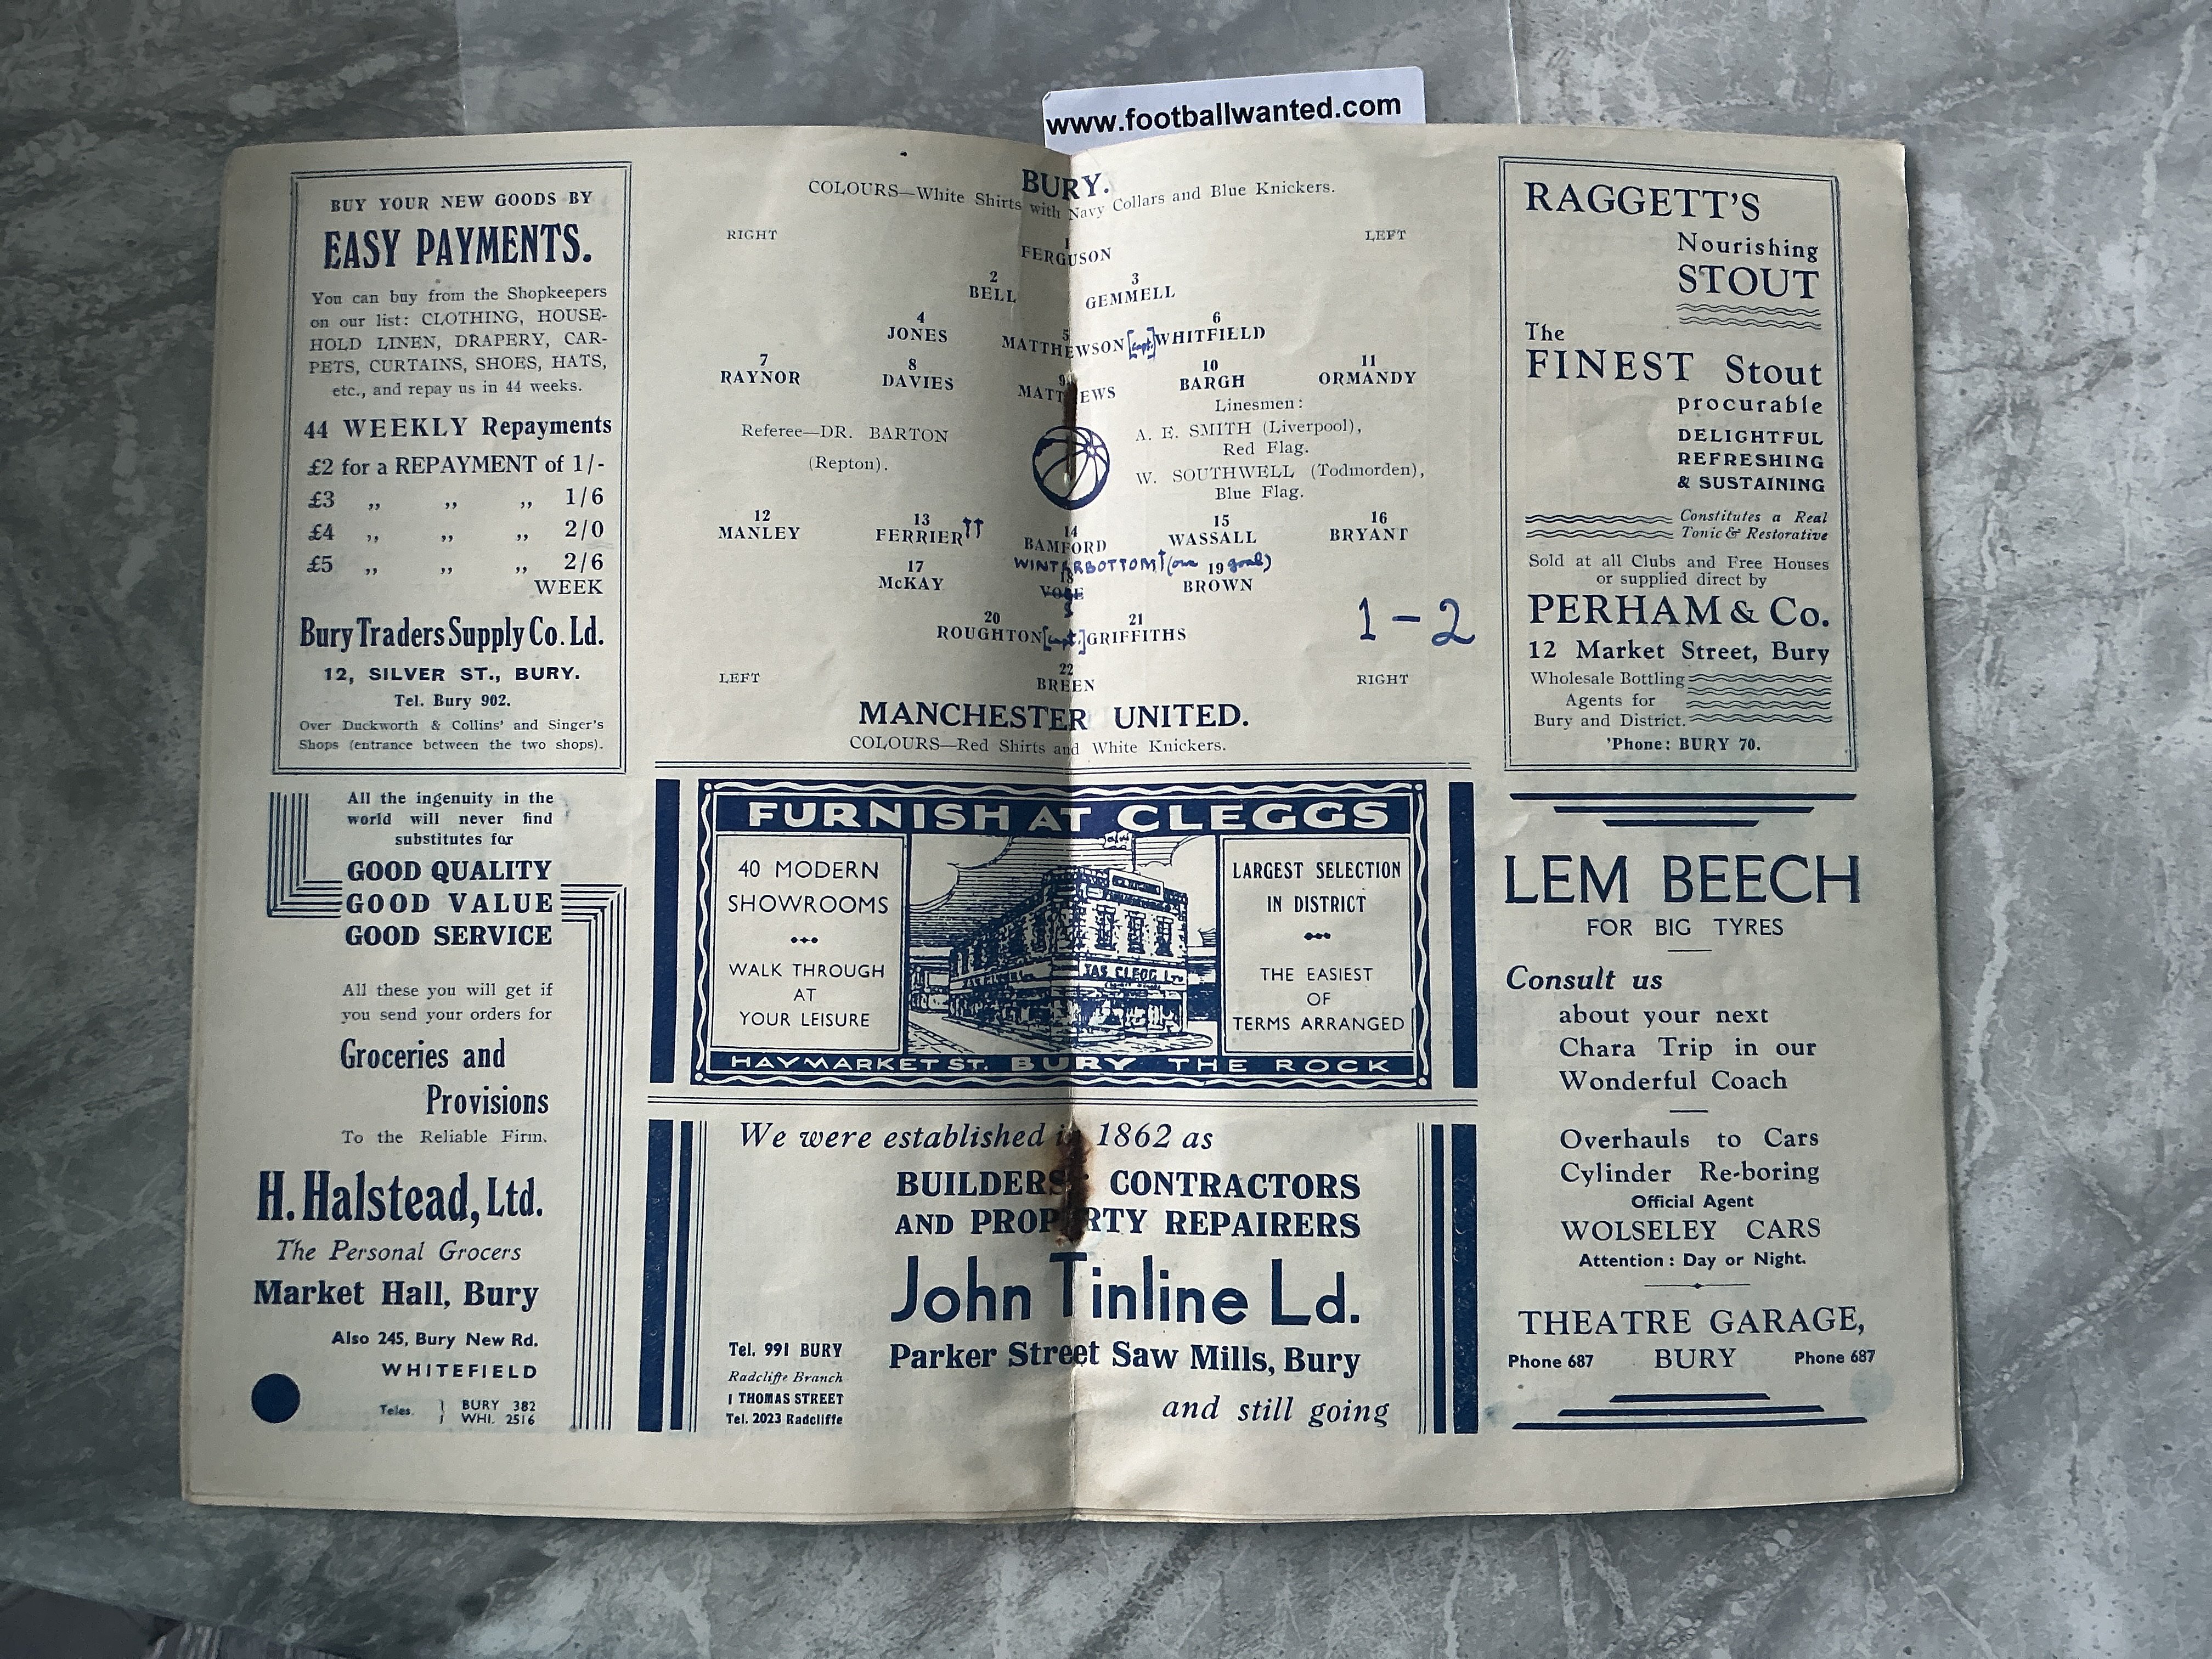 www.footballwanted.com
BUY YOUR NEW GOODS BY
EASY PAYMENTS.
You can buy from the Shopkeepers
on our list: CLOTHING, HOUSE-
HOLD LINEN, DRAPERY, CAR-
PETS, CURTAINS, SHOES, HATS,
etc., and repay us in 44 weeks.
44 WEEKLY Repayments
£2 for a REPAYMENT of 1/-
£3 ,, ,, ,, 1/6
£4 ,, ,, ,, 2/0
£5 ,, ,, ,, 2/6
WEEK
Bury Traders Supply Co. Ld.
12, SILVER ST., BURY.
Tel. Bury 902.
Over Duckworth & Collins' and Singer's
Shops (entrance between the two shops).
All the ingenuity in the
world will never find
substitutes for
GOOD QUALITY
GOOD VALUE
GOOD SERVICE
All these you will get if
you send your orders for
Groceries and
Provisions
To the Reliable Firm.
H. Halstead, Ltd.
The Personal Grocers
Market Hall, Bury
Also 245, Bury New Rd.
WHITEFIELD
Teles. } BURY 382
WHI. 2516
BURY.
COLOURS—White Shirts with Navy Collars and Blue Knickers.
RIGHT LEFT
1
FERGUSON
2 3
BELL GEMMELL
4 5 6
JONES MATTHEWSON [capt.] WHITFIELD
7 8 9 10 11
RAYNOR DAVIES MATTHEWS BARGH ORMANDY
Linesmen:
Referee—DR. BARTON
(Repton).
A. E. SMITH (Liverpool),
Red Flag.
W. SOUTHWELL (Todmorden),
Blue Flag.
12 13 14 15 16
MANLEY FERRIER BAMFORD WASSALL BRYANT
WINTERBOTTOM (own goal)
17 18 19
McKAY VOSE BROWN
20 21
ROUGHTON [capt.] GRIFFITHS
1 - 2
22
BREEN
LEFT RIGHT
MANCHESTER UNITED.
COLOURS—Red Shirts and White Knickers.
FURNISH AT CLEGGS
40 MODERN
SHOWROOMS
WALK THROUGH
AT
YOUR LEISURE
JAS CLEGG LTD
LARGEST SELECTION
IN DISTRICT
THE EASIEST
OF
TERMS ARRANGED
HAYMARKET ST. BURY THE ROCK
We were established in 1862 as
BUILDERS, CONTRACTORS
AND PROPERTY REPAIRERS
John Tinline Ld.
Parker Street Saw Mills, Bury
and still going
Tel. 991 BURY
Radcliffe Branch
1 THOMAS STREET
Tel. 2023 Radcliffe
RAGGETT'S
Nourishing
STOUT
The
FINEST Stout
procurable
DELIGHTFUL
REFRESHING
& SUSTAINING
Constitutes a Real
Tonic & Restorative
Sold at all Clubs and Free Houses
or supplied direct by
PERHAM & Co.
12 Market Street, Bury
Wholesale Bottling
Agents for
Bury and District.
'Phone: BURY 70.
LEM BEECH
FOR BIG TYRES
Consult us
about your next
Chara Trip in our
Wonderful Coach
Overhauls to Cars
Cylinder Re-boring
Official Agent
WOLSELEY CARS
Attention: Day or Night.
THEATRE GARAGE,
Phone 687 BURY Phone 687